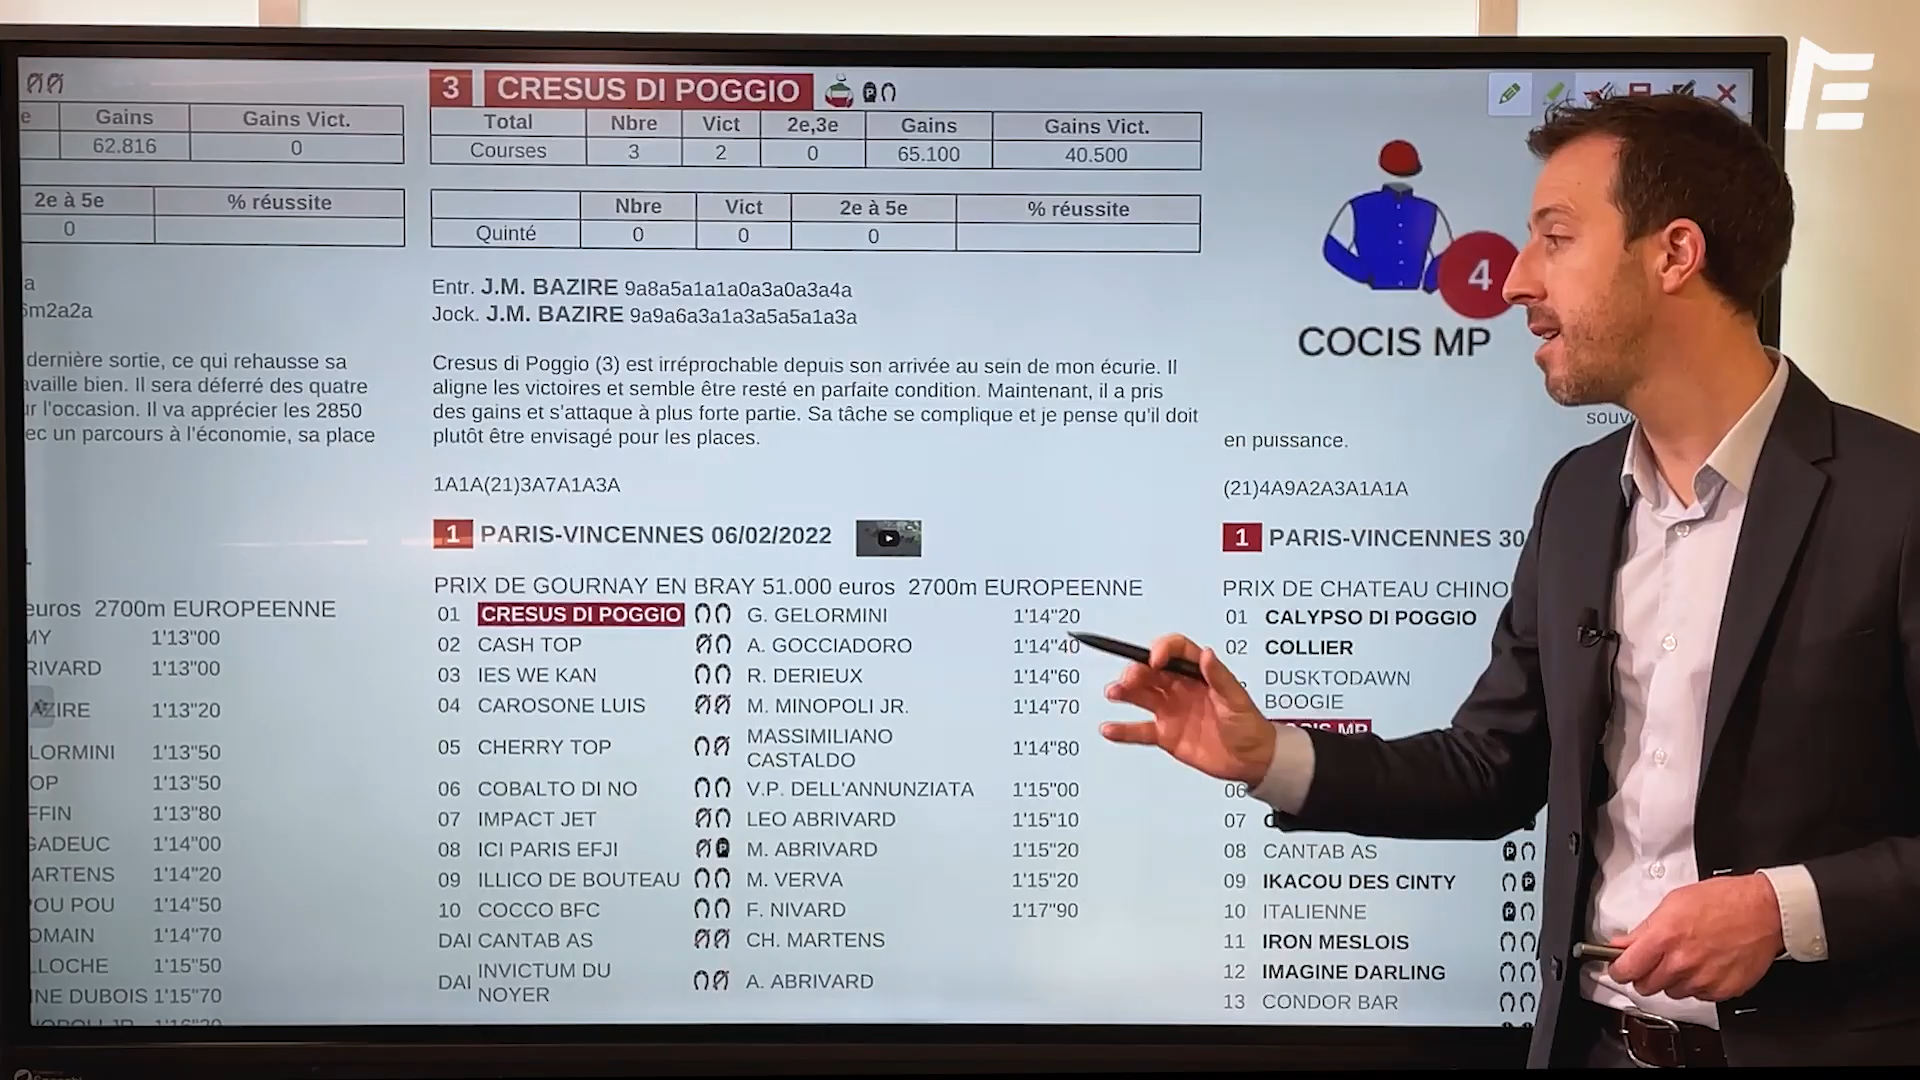 e Gains Gains Vict.
62.816 0
2e à 5e % réussite
0
a
6m2a2a
dernière sortie, ce qui rehausse sa
availle bien. Il sera déferré des quatre
ur l'occasion. Il va apprécier les 2850
ec un parcours à l'économie, sa place
euros 2700m EUROPEENNE
MY 1'13"00
RIVARD 1'13"00
AZIRE 1'13"20
LORMINI 1'13"50
OP 1'13"50
FFIN 1'13"80
GADEUC 1'14"00
ARTENS 1'14"20
POU POU 1'14"50
OMAIN 1'14"70
LLOCHE 1'15"50
INE DUBOIS 1'15"70
3 CRESUS DI POGGIO
Total Nbre Vict 2e,3e Gains Gains Vict.
Courses 3 2 0 65.100 40.500
Nbre Vict 2e à 5e % réussite
Quinté 0 0 0
Entr. J.M. BAZIRE 9a8a5a1a1a0a3a0a3a4a
Jock. J.M. BAZIRE 9a9a6a3a1a3a5a5a1a3a
Cresus di Poggio (3) est irréprochable depuis son arrivée au sein de mon écurie. Il
aligne les victoires et semble être resté en parfaite condition. Maintenant, il a pris
des gains et s'attaque à plus forte partie. Sa tâche se complique et je pense qu'il doit
plutôt être envisagé pour les places.
1A1A(21)3A7A1A3A
1 PARIS-VINCENNES 06/02/2022
PRIX DE GOURNAY EN BRAY 51.000 euros 2700m EUROPEENNE
01 CRESUS DI POGGIO G. GELORMINI 1'14"20
02 CASH TOP A. GOCCIADORO 1'14"40
03 IES WE KAN R. DERIEUX 1'14"60
04 CAROSONE LUIS M. MINOPOLI JR. 1'14"70
05 CHERRY TOP MASSIMILIANO
CASTALDO 1'14"80
06 COBALTO DI NO V.P. DELL'ANNUNZIATA 1'15"00
07 IMPACT JET LEO ABRIVARD 1'15"10
08 ICI PARIS EFJI P M. ABRIVARD 1'15"20
09 ILLICO DE BOUTEAU M. VERVA 1'15"20
10 COCCO BFC F. NIVARD 1'17"90
DAI CANTAB AS CH. MARTENS
DAI INVICTUM DU
NOYER A. ABRIVARD
4
COCIS MP
souv
en puissance.
(21)4A9A2A3A1A1A
1 PARIS-VINCENNES 30
PRIX DE CHATEAU CHINO
01 CALYPSO DI POGGIO
02 COLLIER
DUSKTODAWN
BOOGIE
COCIS MP
06
07 C
08 CANTAB AS P
09 IKACOU DES CINTY P
10 ITALIENNE P
11 IRON MESLOIS
12 IMAGINE DARLING
13 CONDOR BAR
E